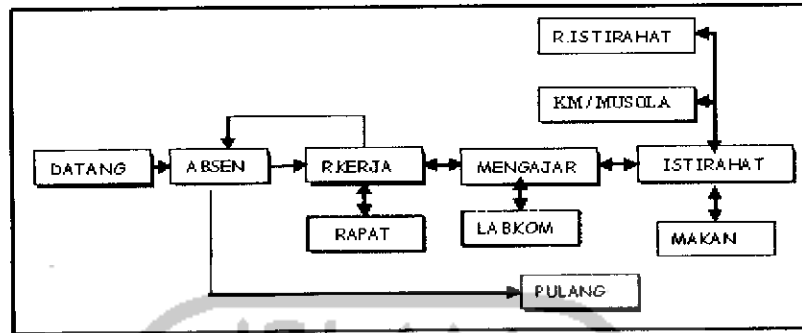 R.ISTIRAHAT
KM / MUSOLA
DATANG
ABSEN
R.KERJA
MENGAJAR
ISTIRAHAT
RAPAT
LABKOM
MAKAN
PULANG